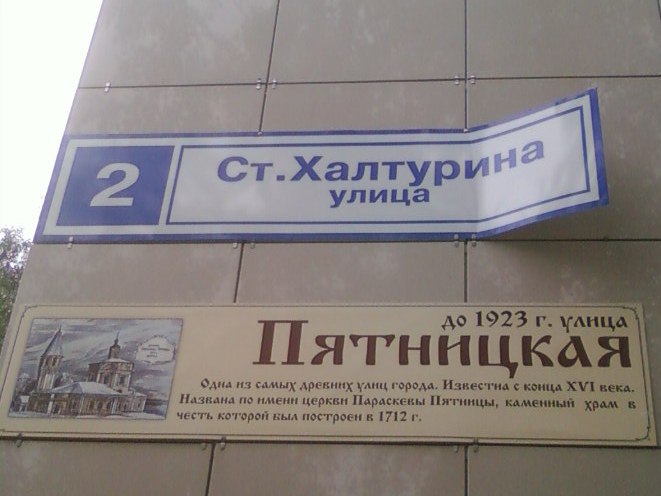 2
Ст.Халтурина
улица
до 1923 г. улица
Пятницкая
Одна из самых древних улиц города. Известна с конца XVI века.
Названа по имени церкви Параскевы Пятницы, каменный храм в
честь которой был построен в 1712 г.